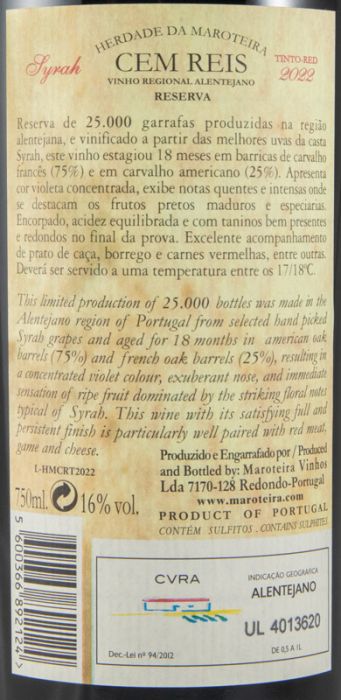 HERDADE DA MAROTEIRA
Syrah
CEM REIS
TINTO-RED
2022
VINHO REGIONAL ALENTEJANO
RESERVA
Reserva de 25.000 garrafas produzidas na região
alentejana, e vinificado a partir das melhores uvas da casta
Syrah, este vinho estagiou 18 meses em barricas de carvalho
francês (75%) e em carvalho americano (25%). Apresenta
cor violeta concentrada, exibe notas quentes e intensas onde
se destacam os frutos pretos maduros e especiarias.
Encorpado, acidez equilibrada e com taninos bem presentes
e redondos no final da prova. Excelente acompanhamento
de prato de caça, borrego e carnes vermelhas, entre outras.
Deverá ser servido a uma temperatura entre os 17/18ºC.
This limited production of 25.000 bottles was made in the
Alentejano region of Portugal from selected hand picked
Syrah grapes and aged for 18 months in american oak
barrels (75%) and french oak barrels (25%), resulting in
a concentrated violet colour, exuberant nose, and immediate
sensation of ripe fruit dominated by the striking floral notes
typical of Syrah. This wine with its satisfying full and
persistent finish is particularly well paired with red meat,
game and cheese.
L-HMCRT2022
750ml. 16% vol.
Produzido e Engarrafado por / Produced
and Bottled by: Maroteira Vinhos
Lda 7170-128 Redondo-Portugal
www.maroteira.com
PRODUCT OF PORTUGAL
CONTÉM SULFITOS . CONTAINS SULPHITES
5 600366 892124
CVRA
Dec.-Lei nº 94/2012
INDICAÇÃO GEOGRÁFICA
ALENTEJANO
UL 4013620
DE 0,5 A 1L